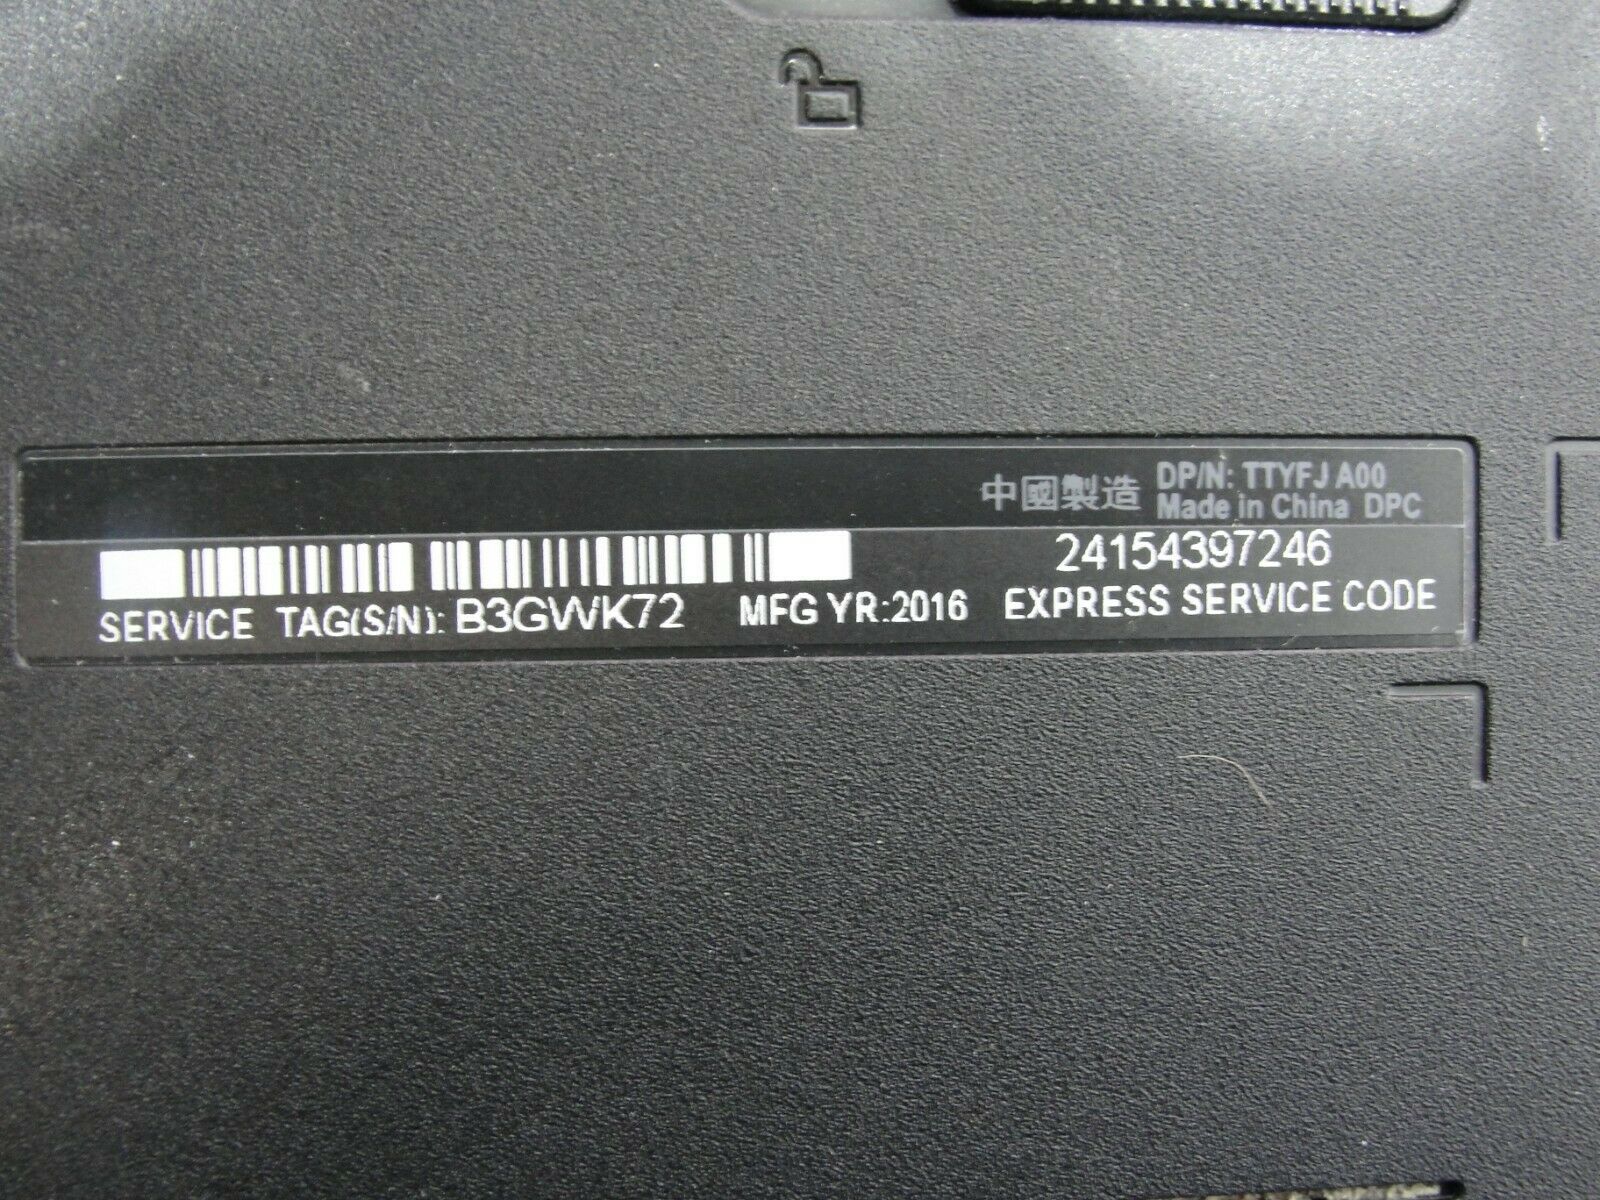 中國製造 DP/N: TTYFJ A00
Made in China DPC
24154397246
SERVICE TAG(S/N): B3GWK72 MFG YR:2016 EXPRESS SERVICE CODE